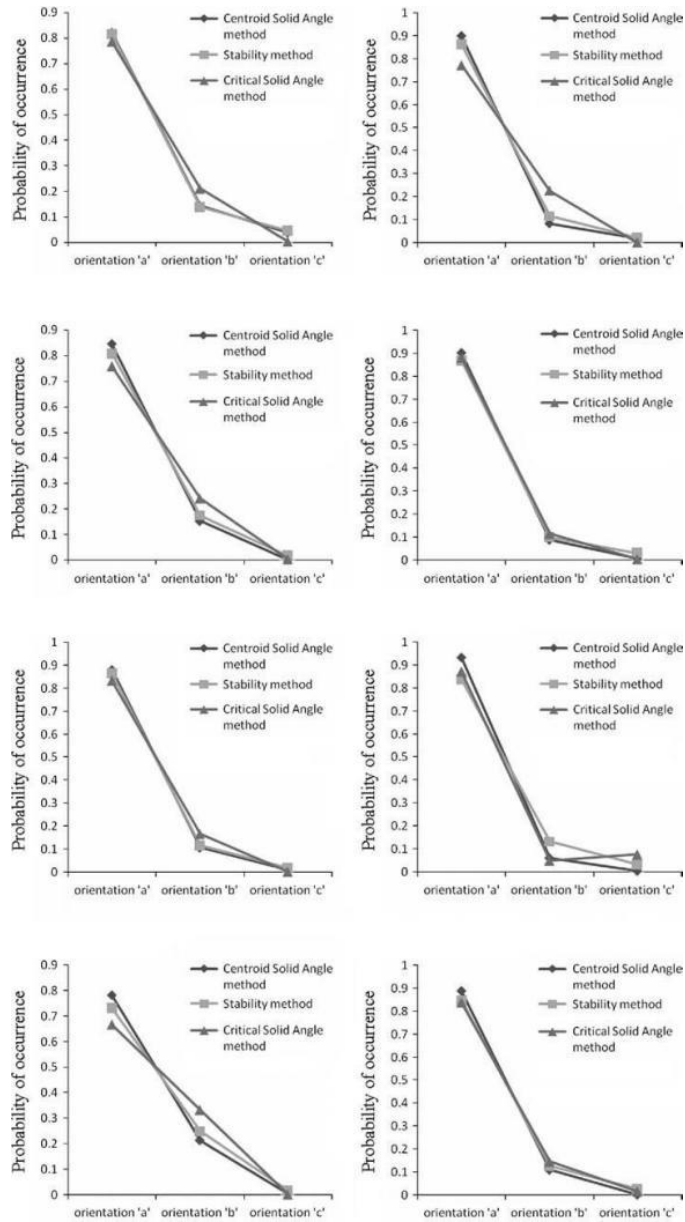 Probability of occurrence
0.9
0.8
0.7
0.6
0.5
0.4
0.3
0.2
0.1
0
Centroid Solid Angle
method
Stability method
Critical Solid Angle
method
orientation 'a' orientation 'b' orientation 'c'
Probability of occurrence
1
0.9
0.8
0.7
0.6
0.5
0.4
0.3
0.2
0.1
0
Centroid Solid Angle
method
Stability method
Critical Solid Angle
method
orientation 'a' orientation 'b' orientation 'c'
Probability of occurrence
0.9
0.8
0.7
0.6
0.5
0.4
0.3
0.2
0.1
0
Centroid Solid Angle
method
Stability method
Critical Solid Angle
method
orientation 'a' orientation 'b' orientation 'c'
Probability of occurrence
1
0.9
0.8
0.7
0.6
0.5
0.4
0.3
0.2
0.1
0
Centroid Solid Angle
method
Stability method
Critical Solid Angle
method
orientation 'a' orientation 'b' orientation 'c'
Probability of occurrence
1
0.9
0.8
0.7
0.6
0.5
0.4
0.3
0.2
0.1
0
Centroid Solid Angle
method
Stability method
Critical Solid Angle
method
orientation 'a' orientation 'b' orientation 'c'
Probability of occurrence
1
0.9
0.8
0.7
0.6
0.5
0.4
0.3
0.2
0.1
0
Centroid Solid Angle
method
Stability method
Critical Solid Angle
method
orientation 'a' orientation 'b' orientation 'c'
Probability of occurrence
0.9
0.8
0.7
0.6
0.5
0.4
0.3
0.2
0.1
0
Centroid Solid Angle
method
Stability method
Critical Solid Angle
method
orientation 'a' orientation 'b' orientation 'c'
Probability of occurrence
1
0.9
0.8
0.7
0.6
0.5
0.4
0.3
0.2
0.1
0
Centroid Solid Angle
method
Stability method
Critical Solid Angle
method
orientation 'a' orientation 'b' orientation 'c'